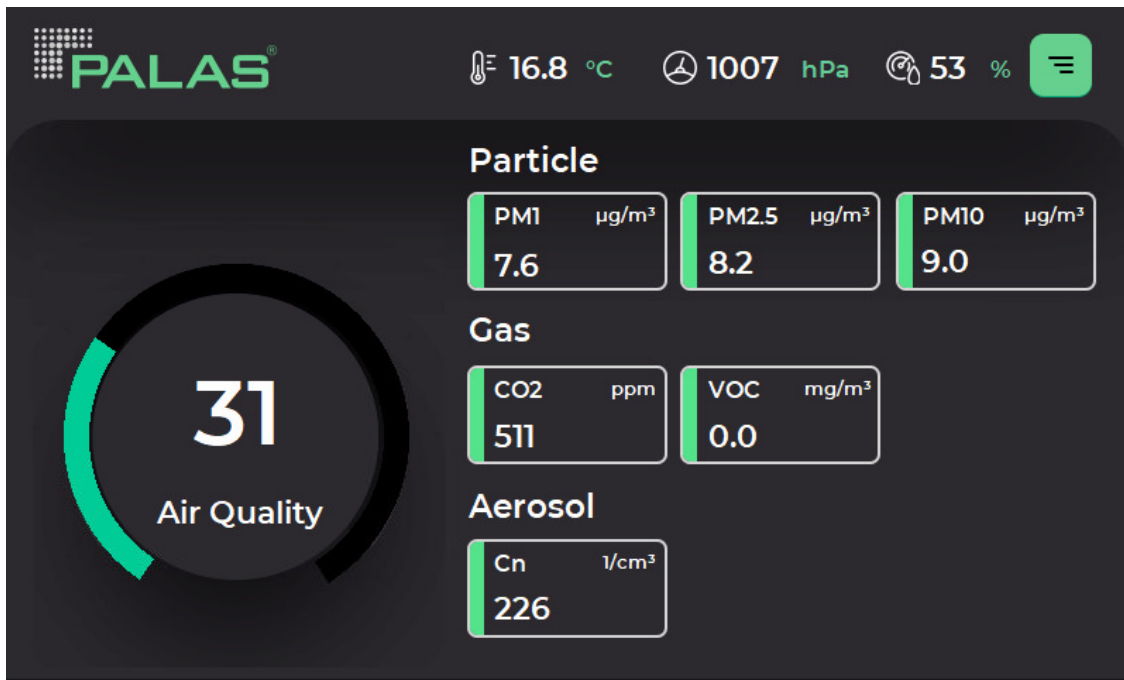 PALAS®
16.8 °C 1007 hPa 53 %
Particle
PM1 µg/m³
7.6
PM2.5 µg/m³
8.2
PM10 µg/m³
9.0
Gas
CO2 ppm
511
VOC mg/m³
0.0
Aerosol
Cn 1/cm³
226
31
Air Quality